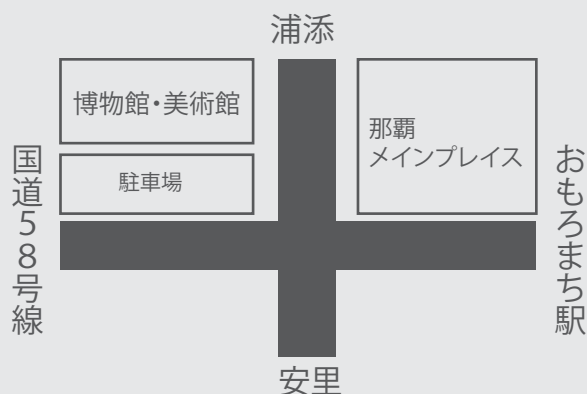 浦添
博物館・美術館
那覇
メインプレイス
駐車場
国道58号線
おもろまち駅
安里